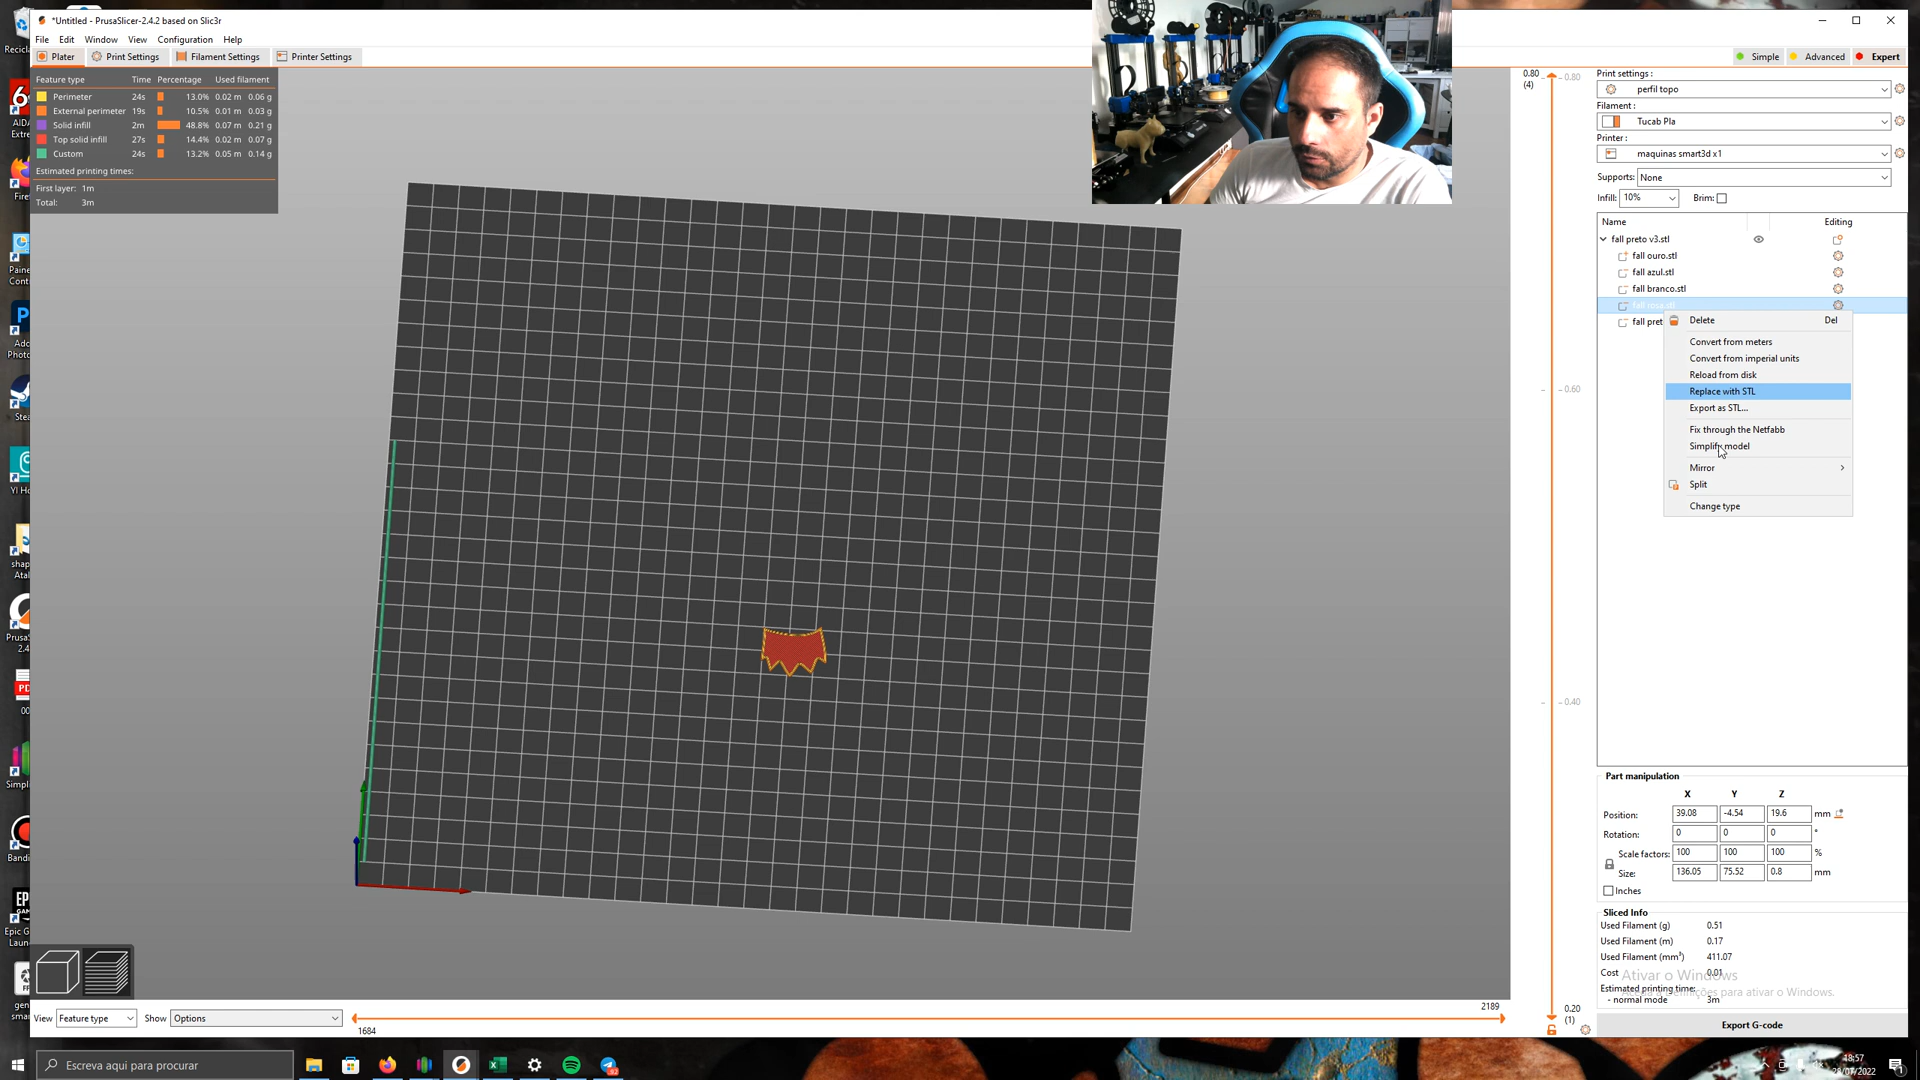 *Untitled - PrusaSlicer-2.4.2 based on Slic3r
File Edit Window View Configuration Help
Plater Print Settings Filament Settings Printer Settings
Simple Advanced Expert
Feature type Time Percentage Used filament
Perimeter 24s 13.0% 0.02 m 0.06 g
External perimeter 19s 10.5% 0.01 m 0.03 g
Solid infill 2m 48.8% 0.07 m 0.21 g
Top solid infill 27s 14.4% 0.02 m 0.07 g
Custom 24s 13.2% 0.05 m 0.14 g
Estimated printing times:
First layer: 1m
Total: 3m
0.80
(4)
0.80
0.60
0.40
0.20
(1)
Print settings :
perfil topo
Filament :
Tucab Pla
Printer :
maquinas smart3d x1
Supports: None
Infill: 10% Brim:
Name Editing
fall preto v3.stl
fall ouro.stl
fall azul.stl
fall branco.stl
fall rosa.stl
fall pret
Delete Del
Convert from meters
Convert from imperial units
Reload from disk
Replace with STL
Export as STL...
Fix through the Netfabb
Simplify model
Mirror
Split
Change type
Part manipulation
X Y Z
Position: 39.08 -4.54 19.6 mm
Rotation: 0 0 0 °
Scale factors: 100 100 100 %
Size: 136.05 75.52 0.8 mm
Inches
Sliced Info
Used Filament (g) 0.51
Used Filament (m) 0.17
Used Filament (mm³) 411.07
Cost 0.01
Ativar o Windows
Estimated printing time:
para ativar o Windows.
- normal mode 3m
Export G-code
View Feature type Show Options
1684
2189
Escreva aqui para procurar
18:57
28/07/2022